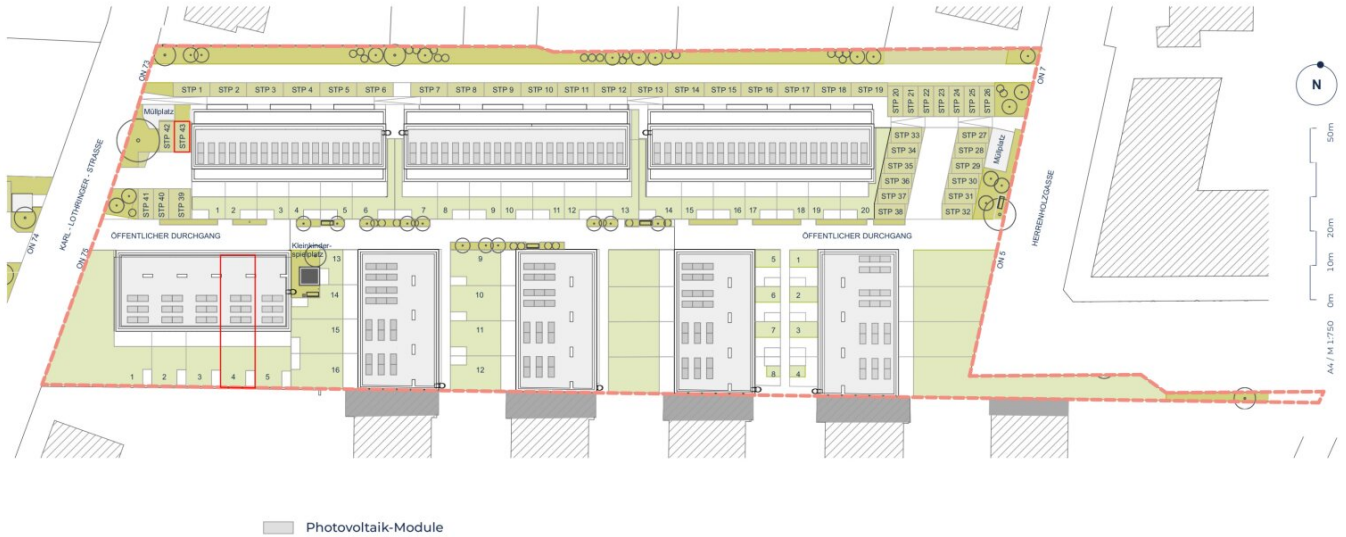 ON 73
ON 7
STP 1
STP 2
STP 3
STP 4
STP 5
STP 6
STP 7
STP 8
STP 9
STP 10
STP 11
STP 12
STP 13
STP 14
STP 15
STP 16
STP 17
STP 18
STP 19
STP 20
STP 21
STP 22
STP 23
STP 24
STP 25
STP 26
N
Müllplatz
STP 42
STP 43
STP 33
STP 34
STP 35
STP 36
STP 37
STP 38
STP 27
STP 28
STP 29
STP 30
STP 31
STP 32
Müllplatz
KARL - LOTHRINGER - STRASSE
HERRENHOLZGASSE
STP 41
STP 40
STP 39
1
2
3
4
5
6
7
8
9
10
11
12
13
14
15
16
17
18
19
20
ON 74
ON 75
ON 5
ÖFFENTLICHER DURCHGANG
ÖFFENTLICHER DURCHGANG
Kleinkinder-
spielplatz
13
14
15
16
9
10
11
12
5
6
7
8
1
2
3
4
1
2
3
4
5
50m
20m
10m
0m
A4 / M 1:750
Photovoltaik-Module